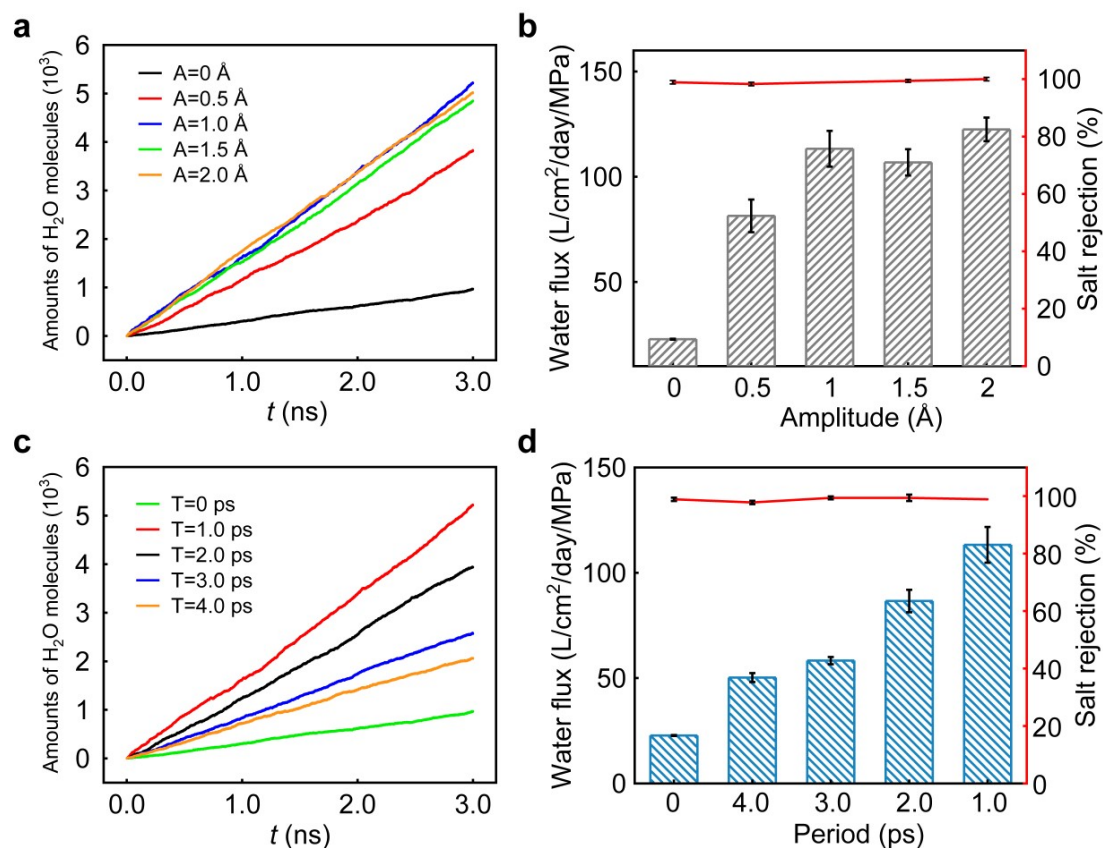 a
Amounts of H₂O molecules (10³)
6
5
4
3
2
1
0
A=0 Å
A=0.5 Å
A=1.0 Å
A=1.5 Å
A=2.0 Å
0.0 1.0 2.0 3.0
t (ns)
b
Water flux (L/cm²/day/MPa)
150
100
50
100
80
60
40
20
0
Salt rejection (%)
0 0.5 1 1.5 2
Amplitude (Å)
c
Amounts of H₂O molecules (10³)
6
5
4
3
2
1
0
T=0 ps
T=1.0 ps
T=2.0 ps
T=3.0 ps
T=4.0 ps
0.0 1.0 2.0 3.0
t (ns)
d
Water flux (L/cm²/day/MPa)
150
100
50
0
100
80
60
40
20
0
Salt rejection (%)
0 4.0 3.0 2.0 1.0
Period (ps)